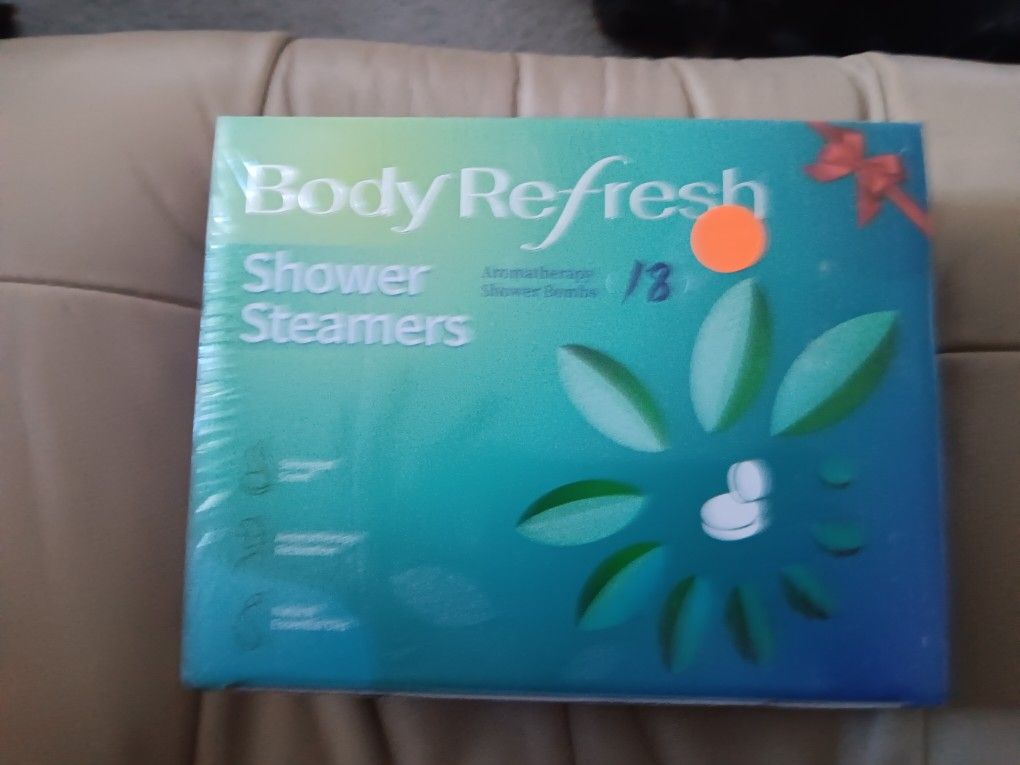 Body Refresh
Shower
Steamers
Aromatherapy
Shower Bombs
18